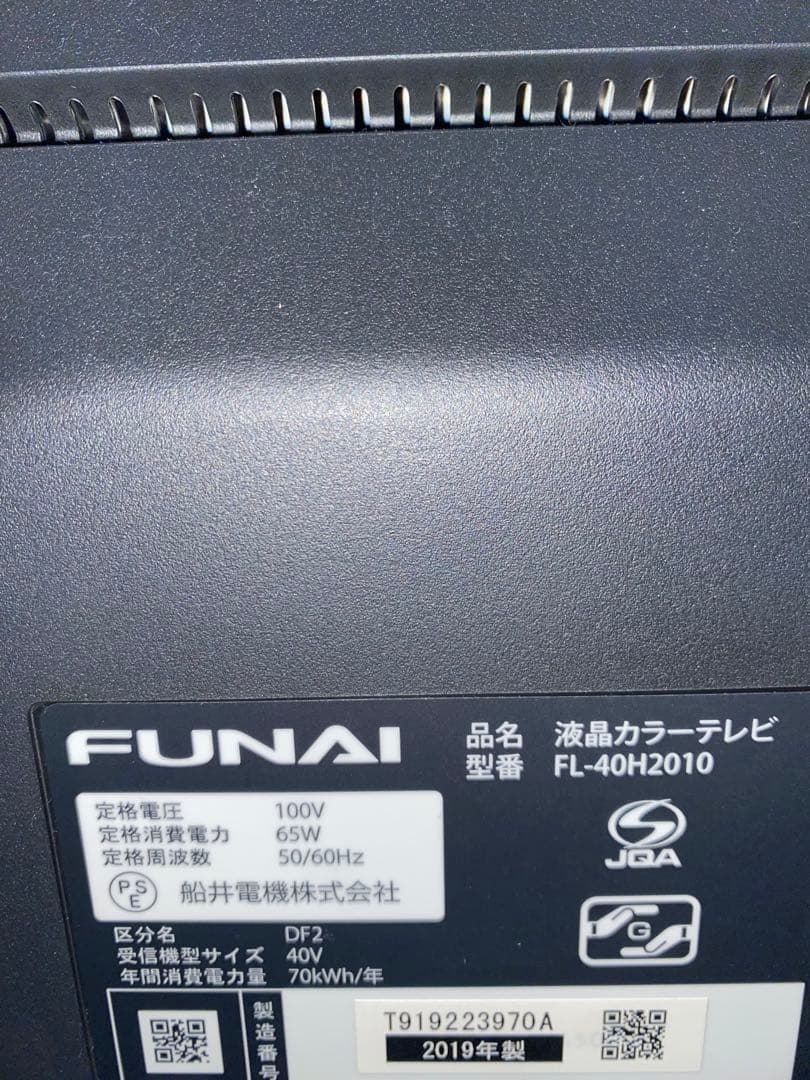 FUNAI
品名 液晶カラーテレビ
型番 FL-40H2010
定格電圧 100V
定格消費電力 65W
定格周波数 50/60Hz
PSE 船井電機株式会社
JQA
G
区分名 DF2
受信機型サイズ 40V
年間消費電力量 70kWh/年
製造番号
T919223970A
2019年製